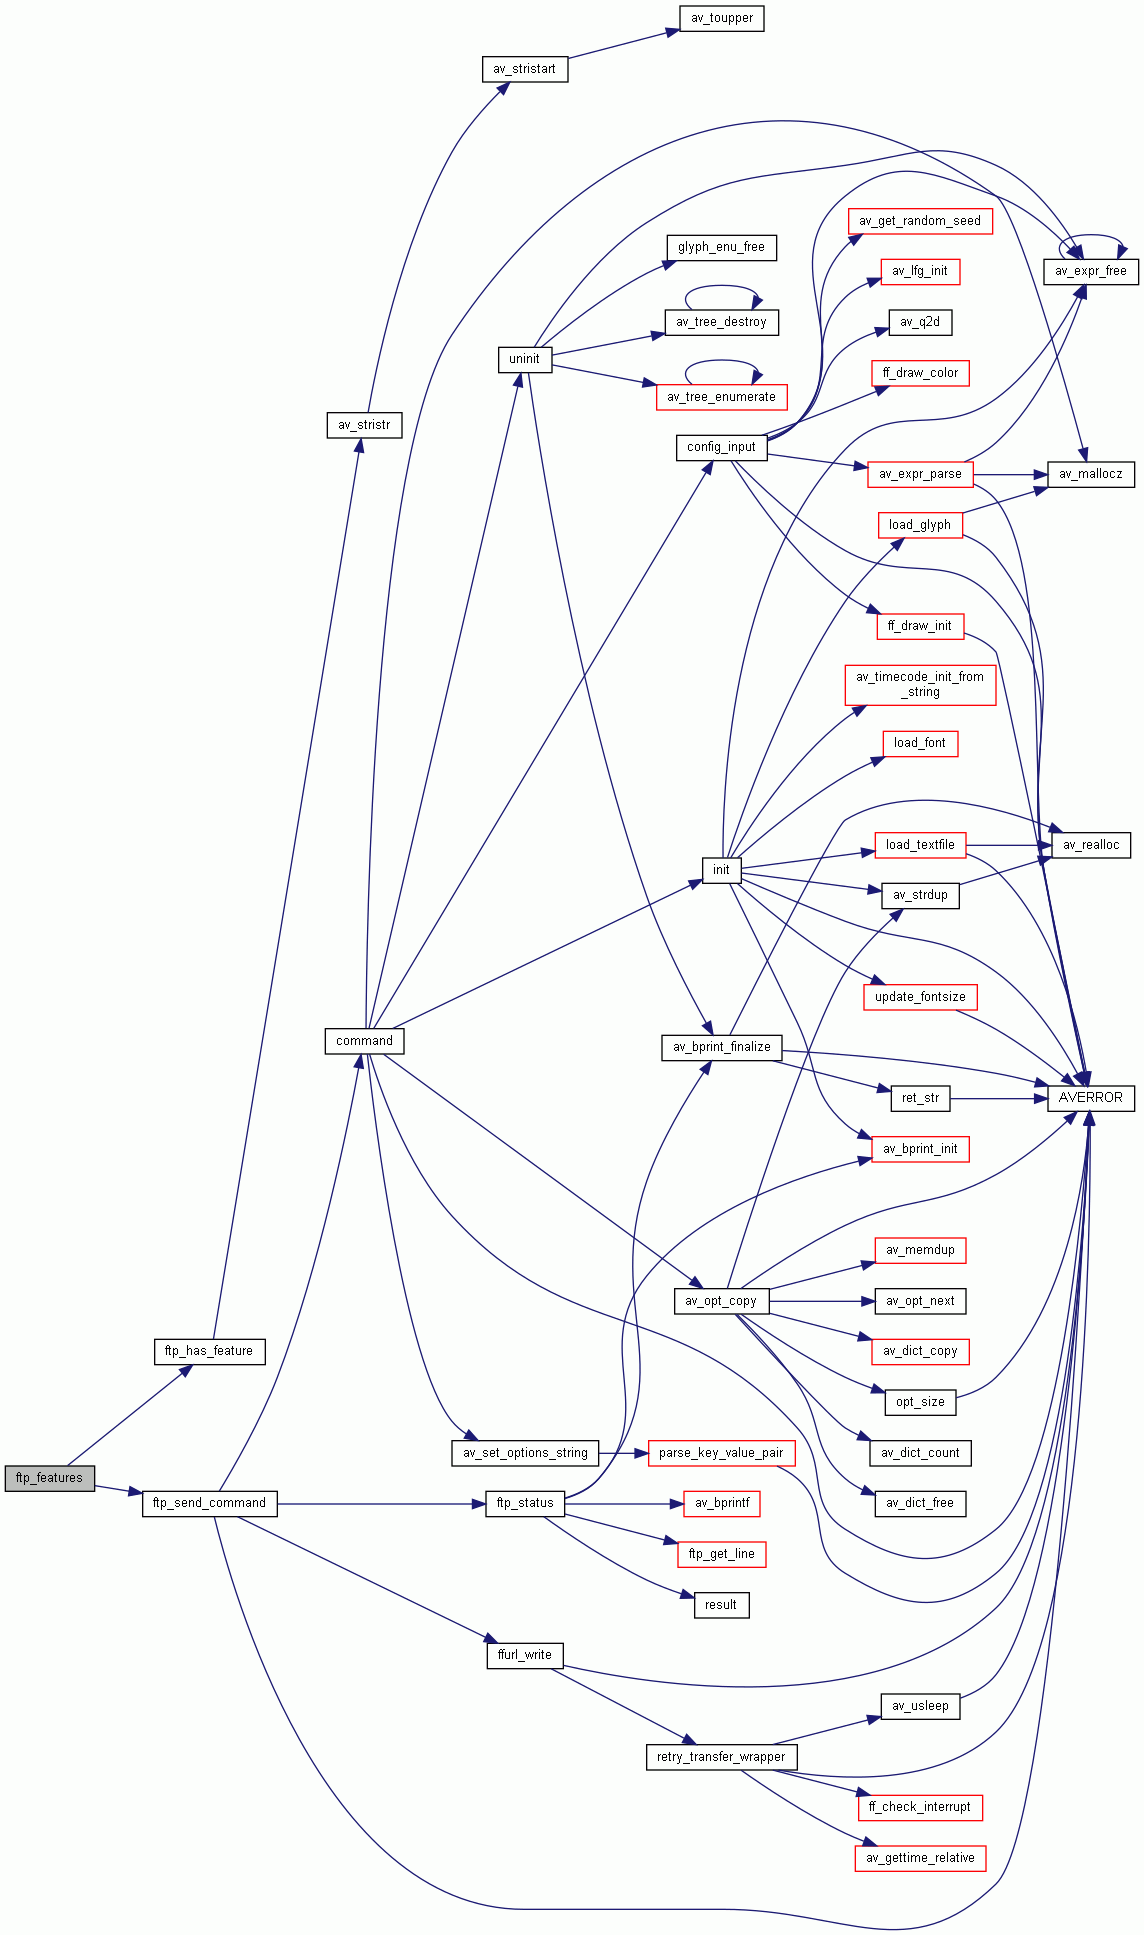 av_toupper
av_stristart
av_get_random_seed
glyph_enu_free
av_expr_free
av_lfg_init
av_tree_destroy
av_q2d
uninit
ff_draw_color
av_tree_enumerate
av_stristr
config_input
av_expr_parse
av_mallocz
load_glyph
ff_draw_init
av_timecode_init_from
_string
load_font
load_textfile
av_realloc
init
av_strdup
update_fontsize
command
av_bprint_finalize
ret_str
AVERROR
av_bprint_init
av_memdup
av_opt_copy
av_opt_next
ftp_has_feature
av_dict_copy
opt_size
av_set_options_string
parse_key_value_pair
av_dict_count
ftp_features
ftp_send_command
ftp_status
av_bprintf
av_dict_free
ftp_get_line
result
ffurl_write
av_usleep
retry_transfer_wrapper
ff_check_interrupt
av_gettime_relative